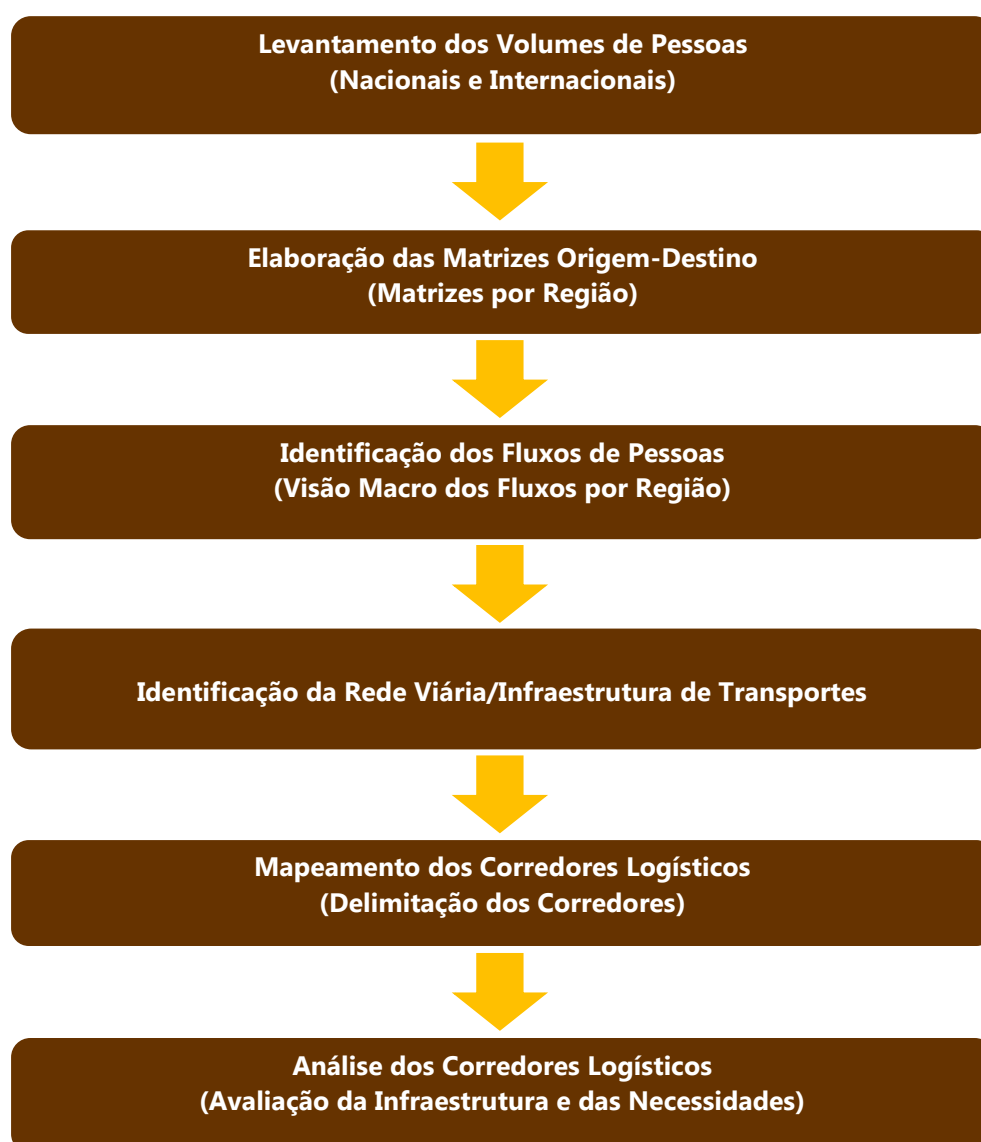 Levantamento dos Volumes de Pessoas
(Nacionais e Internacionais)
Elaboração das Matrizes Origem-Destino
(Matrizes por Região)
Identificação dos Fluxos de Pessoas
(Visão Macro dos Fluxos por Região)
Identificação da Rede Viária/Infraestrutura de Transportes
Mapeamento dos Corredores Logísticos
(Delimitação dos Corredores)
Análise dos Corredores Logísticos
(Avaliação da Infraestrutura e das Necessidades)